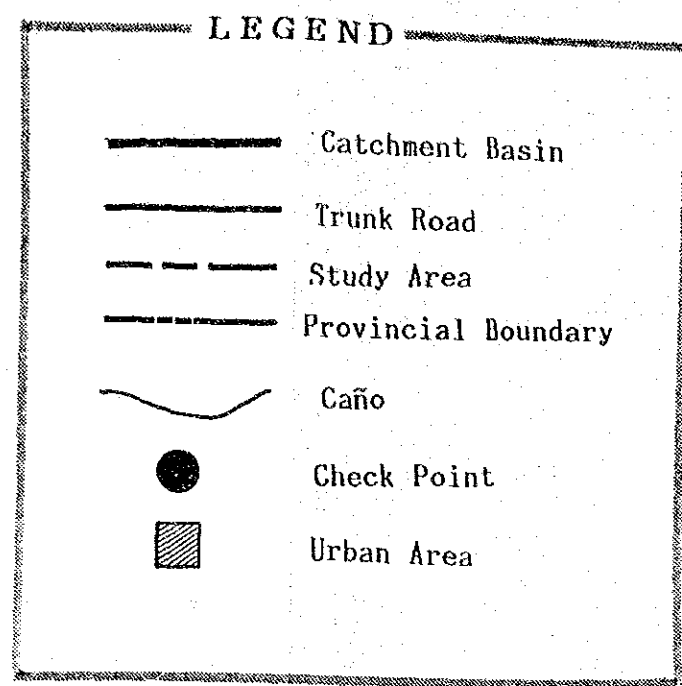 LEGEND
Catchment Basin
Trunk Road
Study Area
Provincial Boundary
Caño
Check Point
Urban Area